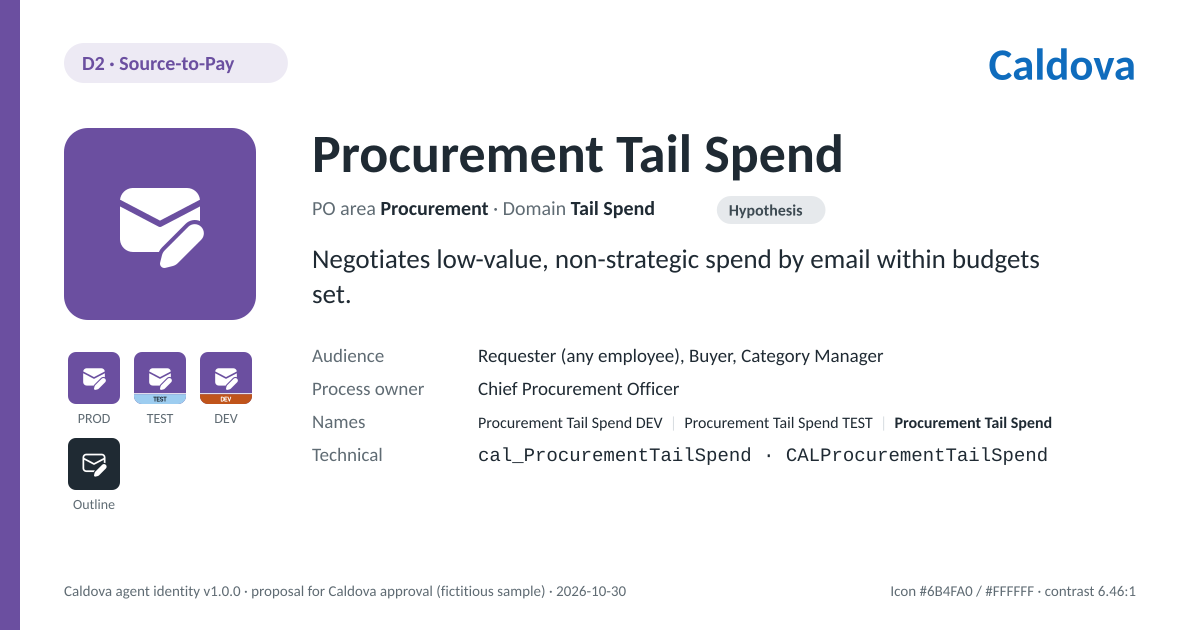 D2 · Source-to-Pay
Caldova
Procurement Tail Spend
PO area Procurement · Domain Tail Spend
Hypothesis
Negotiates low-value, non-strategic spend by email within budgets
set.
Audience Requester (any employee), Buyer, Category Manager
Process owner Chief Procurement Officer
Names Procurement Tail Spend DEV | Procurement Tail Spend TEST | Procurement Tail Spend
Technical cal_ProcurementTailSpend · CALProcurementTailSpend
TEST DEV
PROD TEST DEV
Outline
Caldova agent identity v1.0.0 · proposal for Caldova approval (fictitious sample) · 2026-10-30
Icon #6B4FA0 / #FFFFFF · contrast 6.46:1